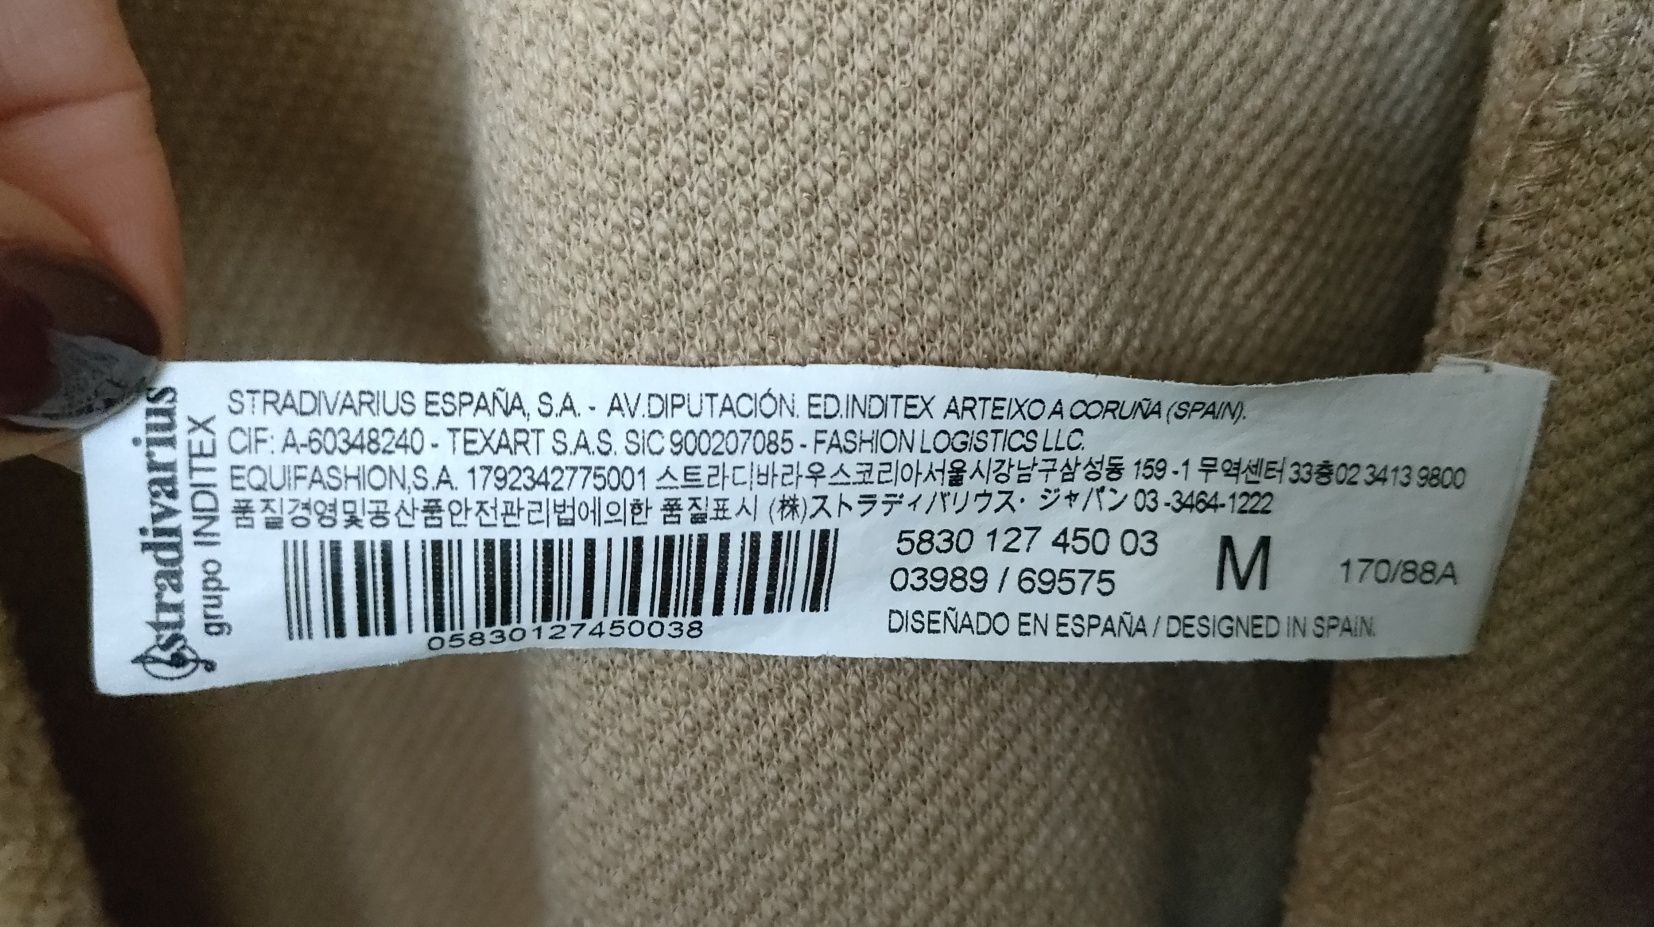 stradivarius
grupo INDITEX
STRADIVARIUS ESPAÑA, S.A. - AV.DIPUTACIÓN. ED.INDITEX ARTEIXO A CORUÑA (SPAIN).
CIF: A-60348240 - TEXART S.A.S. SIC 900207085 - FASHION LOGISTICS LLC.
EQUIFASHION,S.A. 1792342775001 스트라디바라우스코리아서울시강남구삼성동 159 -1 무역센터 33층02 3413 9800
품질경영및공산품안전관리법에의한 품질표시 (株)ストラディバリウス・ジャパン 03 -3464-1222
5830 127 450 03
03989 / 69575
M
170/88A
05830127450038
DISEÑADO EN ESPAÑA / DESIGNED IN SPAIN.